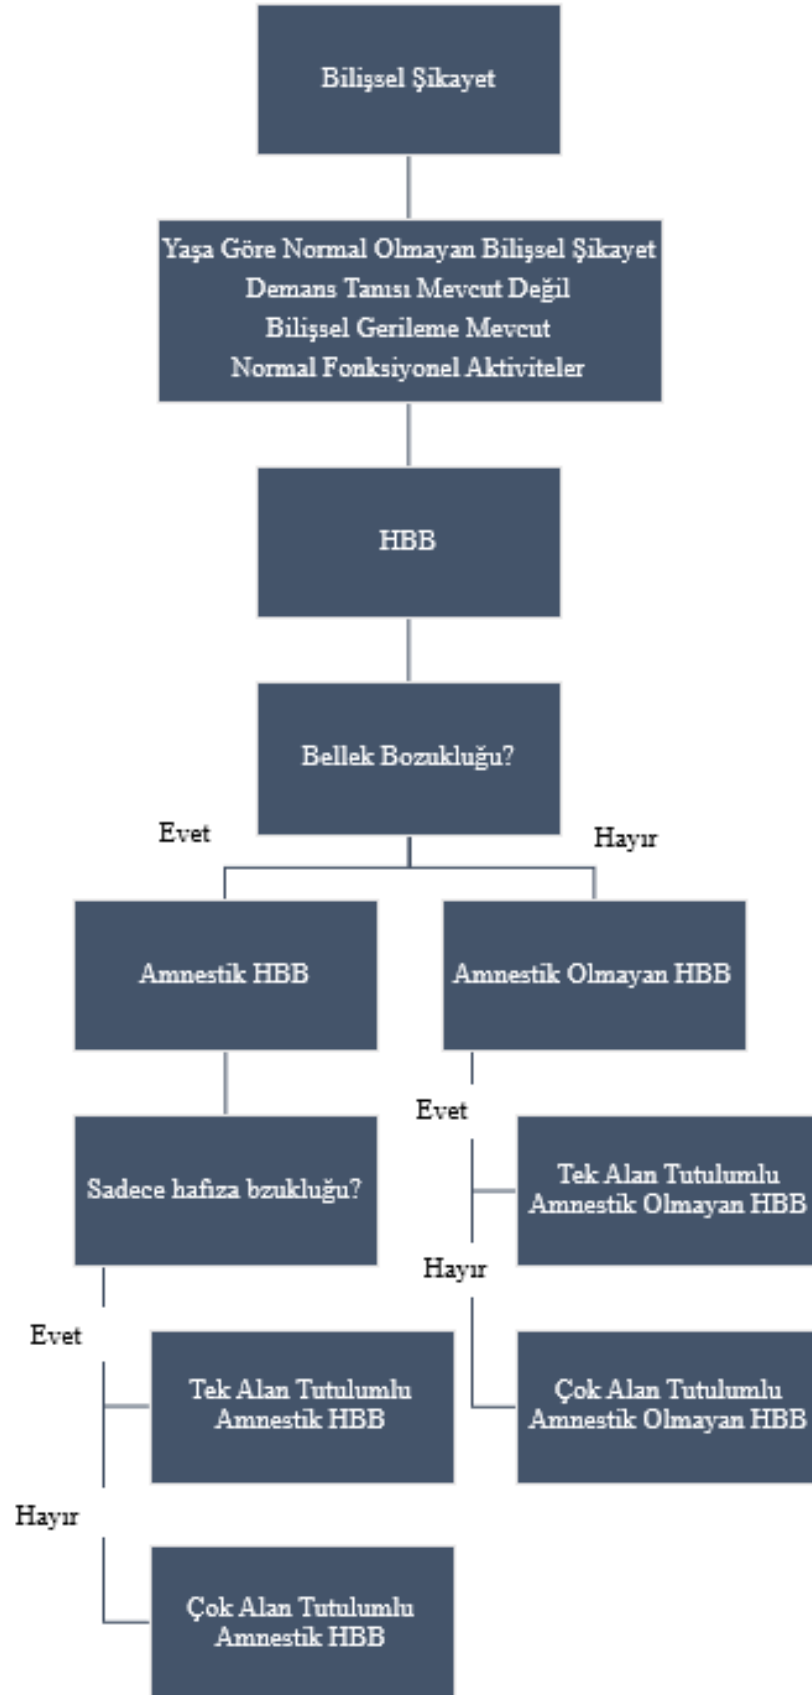 Bilişsel Şikayet
Yaşa Göre Normal Olmayan Bilişsel Şikayet
Demans Tanısı Mevcut Değil
Bilişsel Gerileme Mevcut
Normal Fonksiyonel Aktiviteler
HBB
Bellek Bozukluğu?
Evet
Hayır
Amnestik HBB
Amnestik Olmayan HBB
Sadece hafıza bzukluğu?
Evet
Tek Alan Tutulumlu
Amnestik HBB
Hayır
Çok Alan Tutulumlu
Amnestik HBB
Evet
Tek Alan Tutulumlu
Amnestik Olmayan HBB
Hayır
Çok Alan Tutulumlu
Amnestik Olmayan HBB